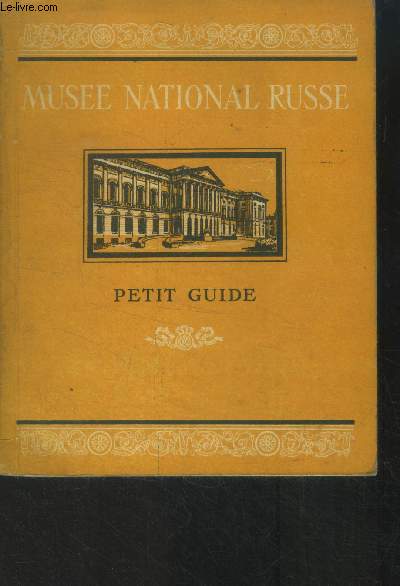 Le-livre.com
MUSEE NATIONAL RUSSE
PETIT GUIDE